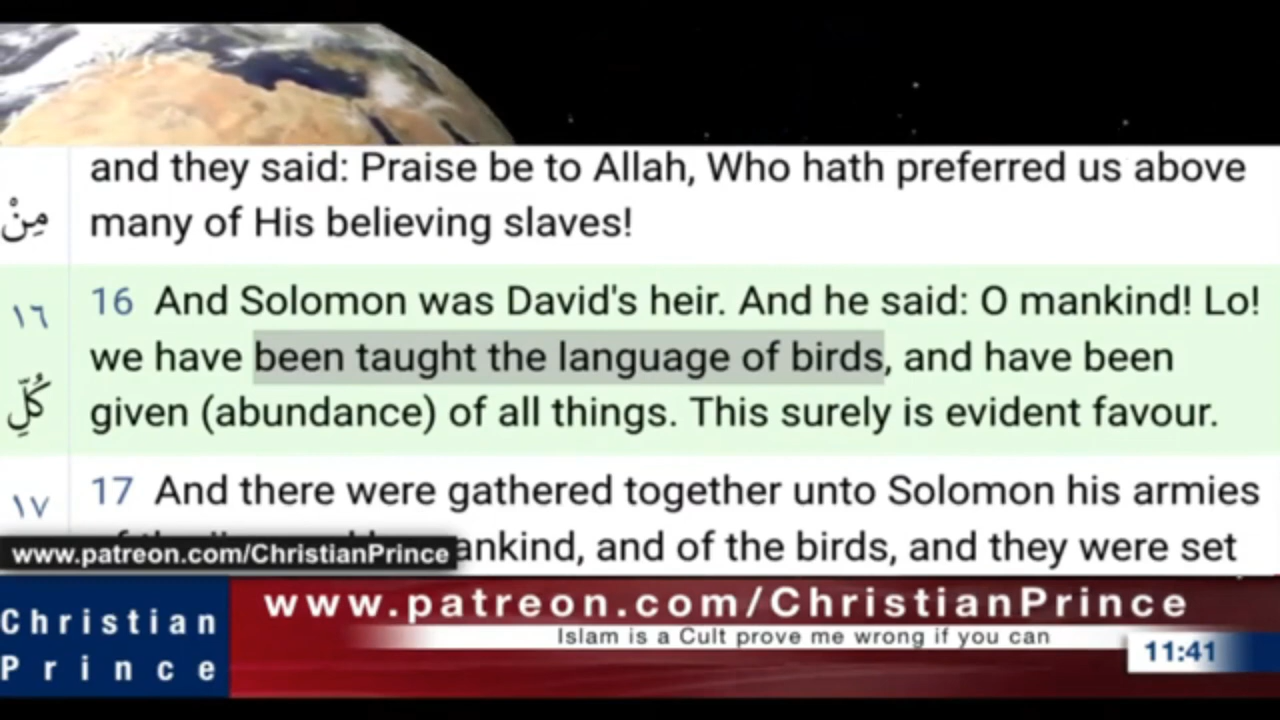 and they said: Praise be to Allah, Who hath preferred us above
مِنْ
many of His believing slaves!
١٦ 16 And Solomon was David's heir. And he said: O mankind! Lo!
we have been taught the language of birds, and have been
كُلِّ
given (abundance) of all things. This surely is evident favour.
١٧ 17 And there were gathered together unto Solomon his armies
and of the birds, and they were set
www.patreon.com/ChristianPrince
www.patreon.com/ChristianPrince
Islam is a Cult prove me wrong if you can
Christian
Prince
11:41